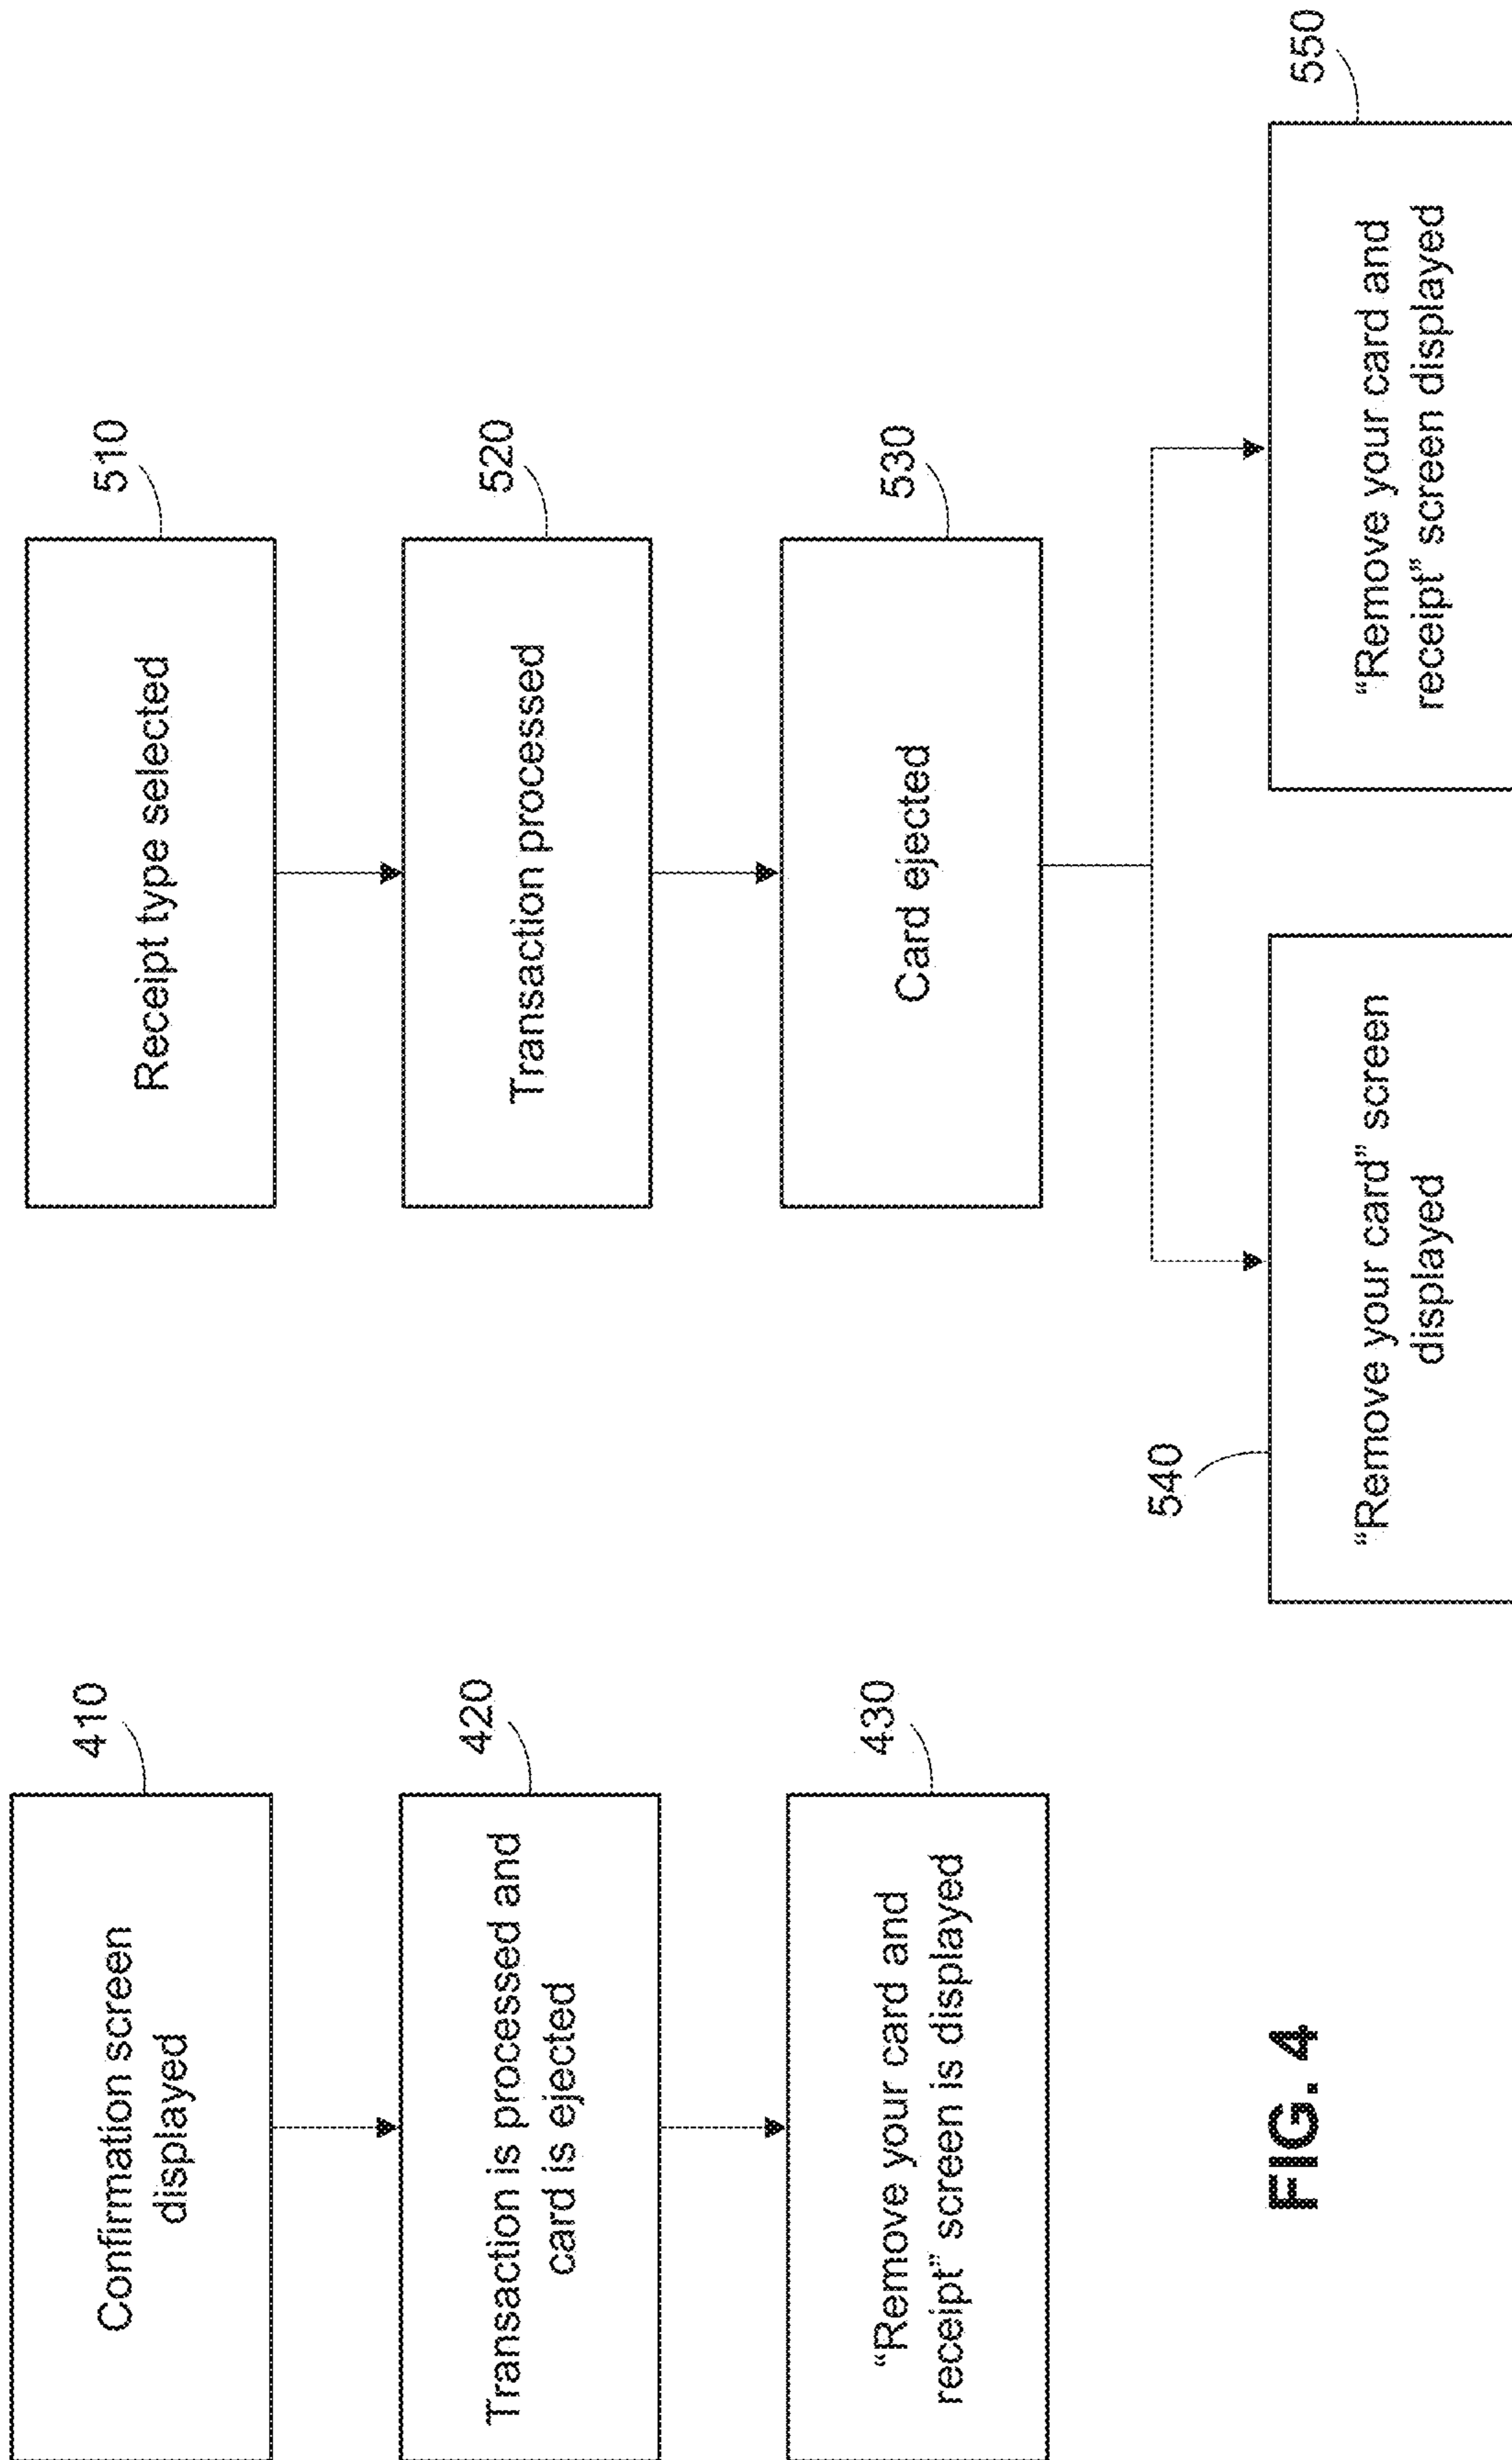 410
Confirmation screen
displayed
420
Transaction is processed and
card is ejected
430
“Remove your card and
receipt” screen is displayed
FIG. 4
510
Receipt type selected
520
Transaction processed
530
Card ejected
540
“Remove your card” screen
displayed
550
“Remove your card and
receipt” screen displayed